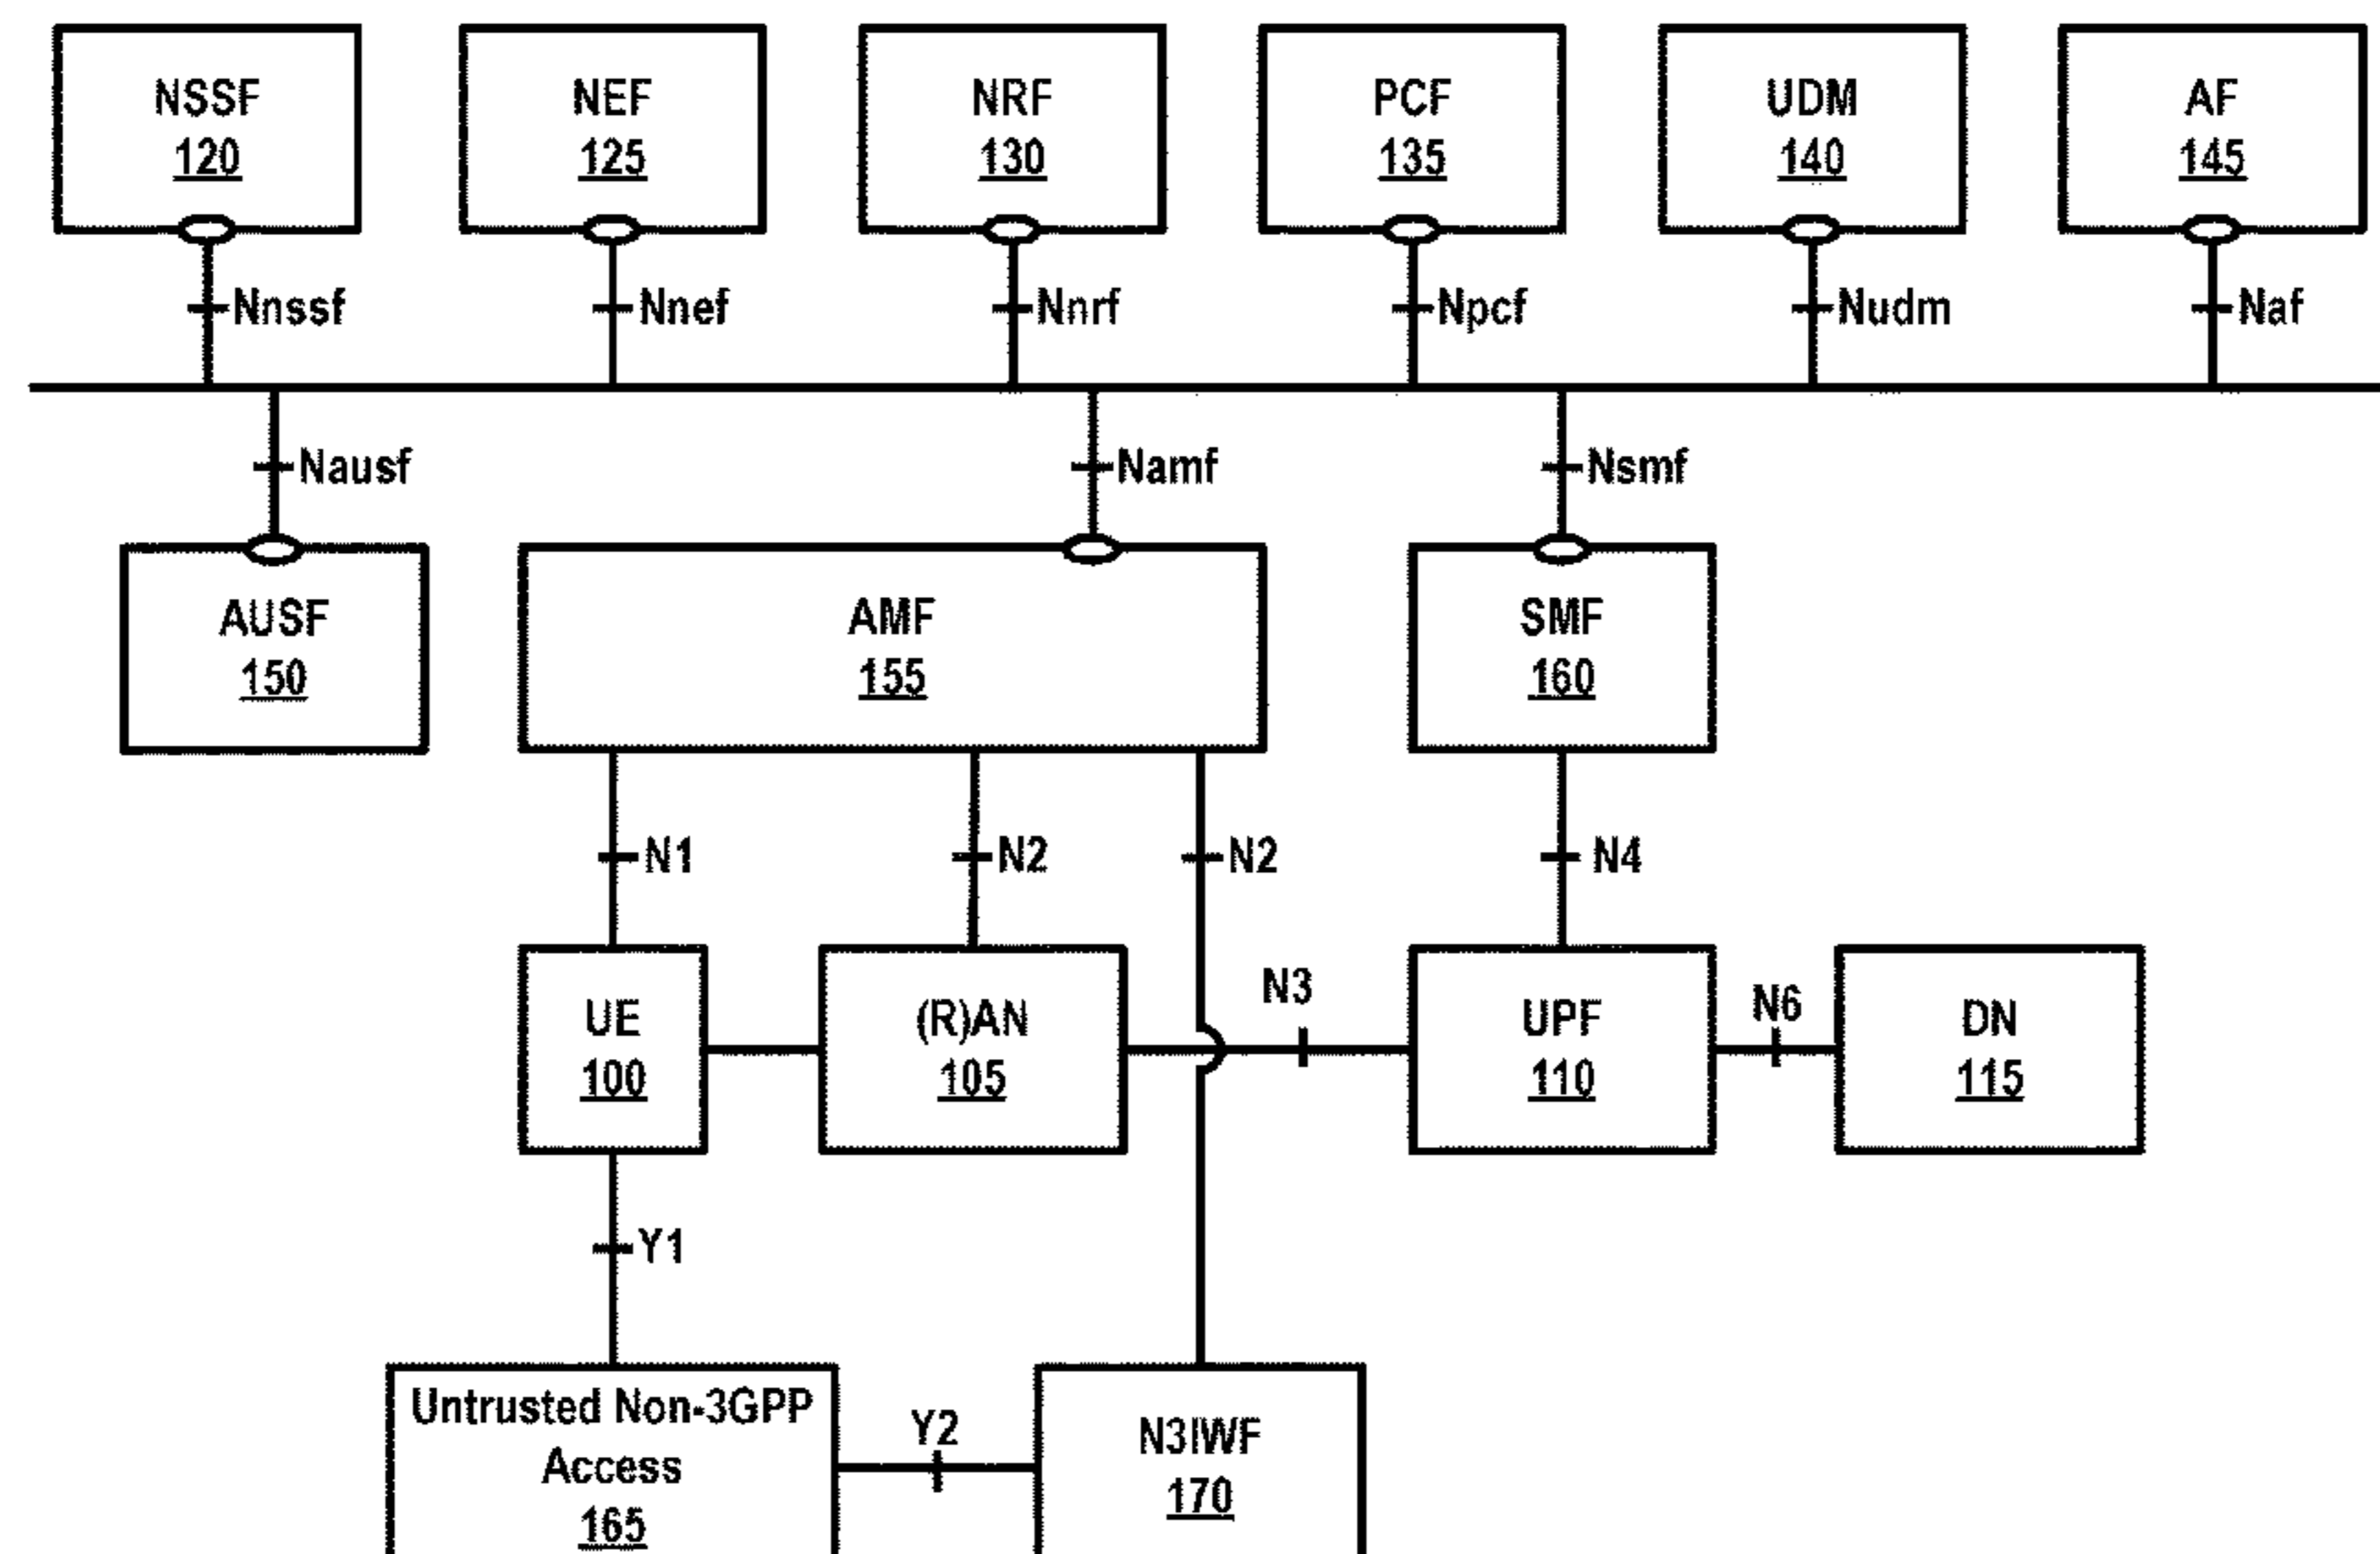 NSSF
120
NEF
125
NRF
130
PCF
135
UDM
140
AF
145
Nnssf
Nnef
Nnrf
Npcf
Nudm
Naf
Nausf
Namf
Nsmf
AUSF
150
AMF
155
SMF
160
N1
N2
N2
N4
UE
100
(R)AN
105
N3
UPF
110
N6
DN
115
Y1
Untrusted Non-3GPP
Access
165
Y2
N3IWF
170